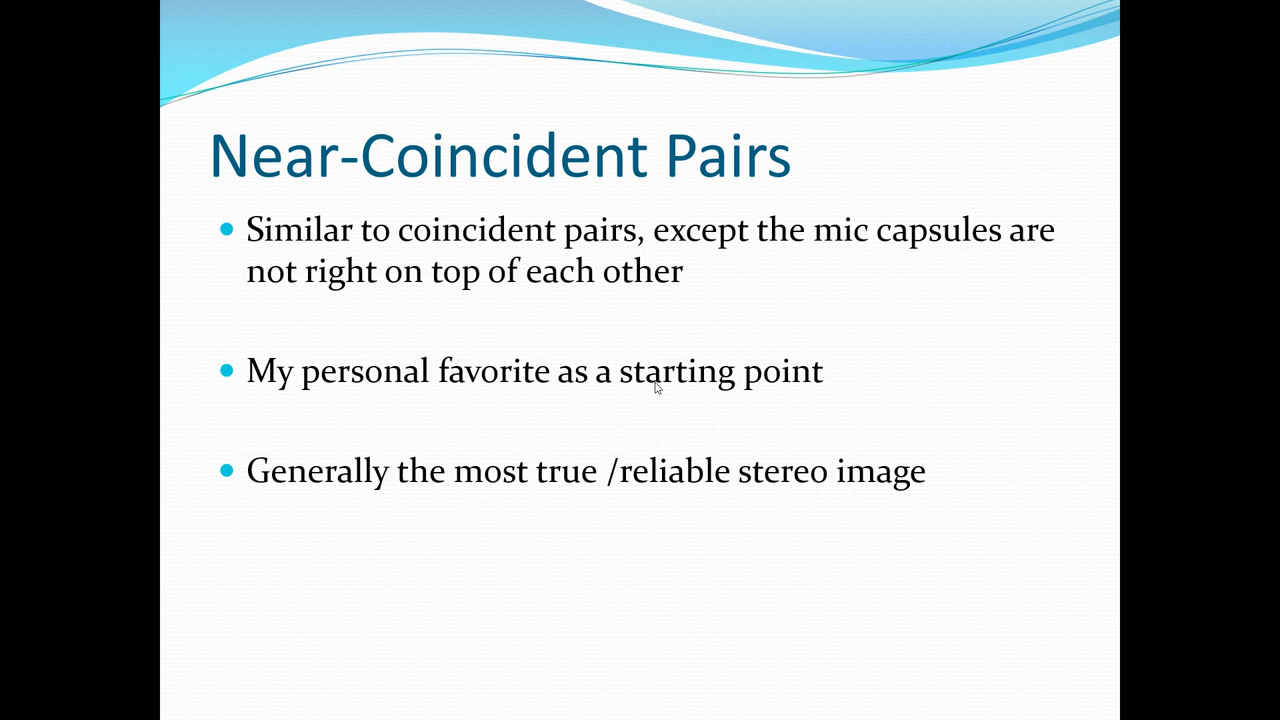 Near-Coincident Pairs
Similar to coincident pairs, except the mic capsules are
not right on top of each other
My personal favorite as a starting point
Generally the most true /reliable stereo image